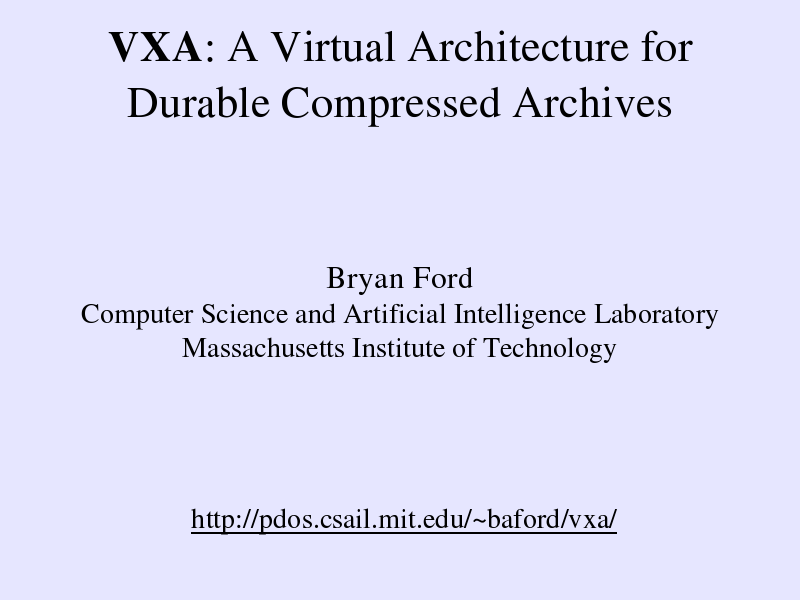 VXA: A Virtual Architecture for
Durable Compressed Archives
Bryan Ford
Computer Science and Artificial Intelligence Laboratory
Massachusetts Institute of Technology
http://pdos.csail.mit.edu/~baford/vxa/